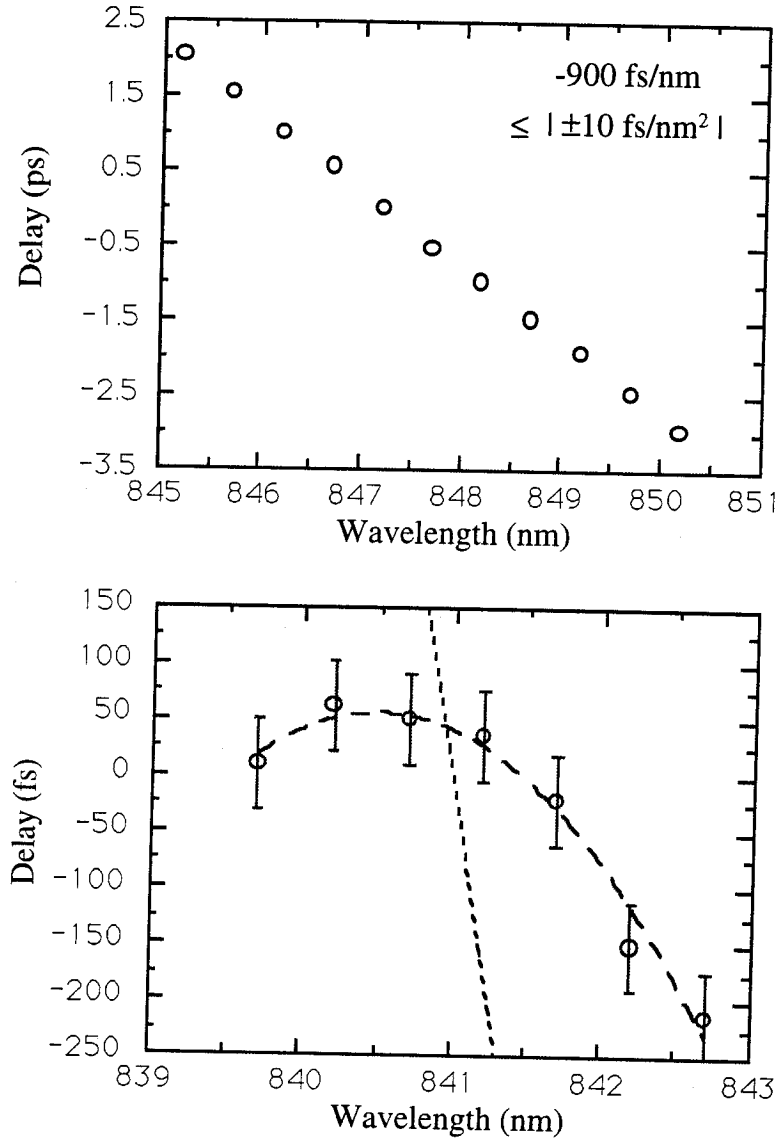 2.5
1.5
0.5
-0.5
-1.5
-2.5
-3.5
Delay (ps)
-900 fs/nm
≤ | ±10 fs/nm² |
845 846 847 848 849 850 851
Wavelength (nm)
150
100
50
0
-50
-100
-150
-200
-250
Delay (fs)
839 840 841 842 843
Wavelength (nm)